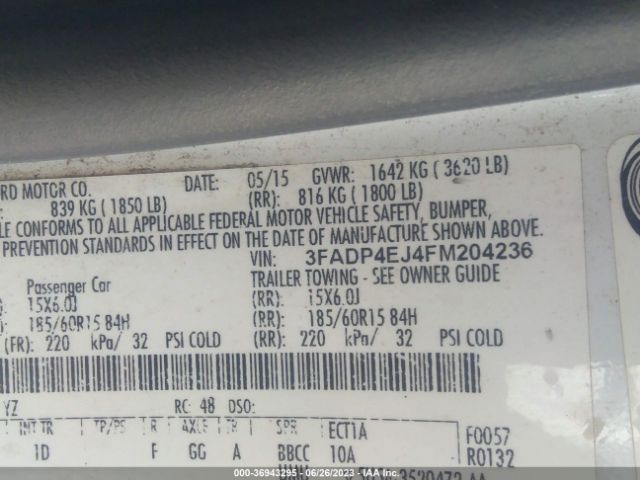 RD MOTOR CO. DATE: 05/15 GVWR: 1642 KG ( 3620 LB)
839 KG ( 1850 LB) (RR): 816 KG ( 1800 LB)
LE CONFORMS TO ALL APPLICABLE FEDERAL MOTOR VEHICLE SAFETY, BUMPER,
PREVENTION STANDARDS IN EFFECT ON THE DATE OF MANUFACTURE SHOWN ABOVE.
VIN: 3FADP4EJ4FM204236
Passenger Car TRAILER TOWING - SEE OWNER GUIDE
15X6.0J (RR): 15X6.0J
185/60R15 84H (RR): 185/60R15 84H
(FR): 220 kPa/ 32 PSI COLD (RR): 220 kPa/ 32 PSI COLD
YZ RC: 48 DSO:
INT TR TP/PS R AXLE TR SPR ECT1A F0057
1D F GG A BBCC 10A R0132
© - 36943295 - 06/26/2023 - IAAI.COM